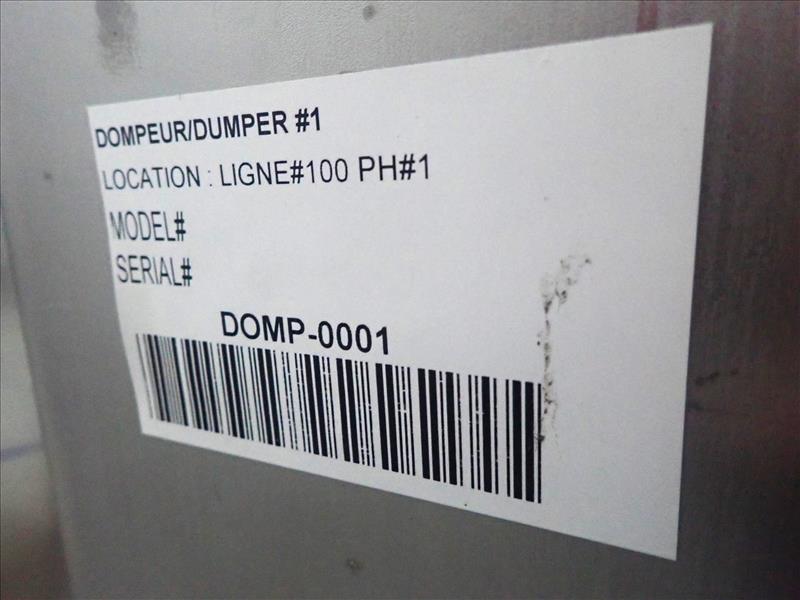 DOMPEUR/DUMPER #1
LOCATION : LIGNE#100 PH#1
MODEL#
SERIAL#
DOMP-0001